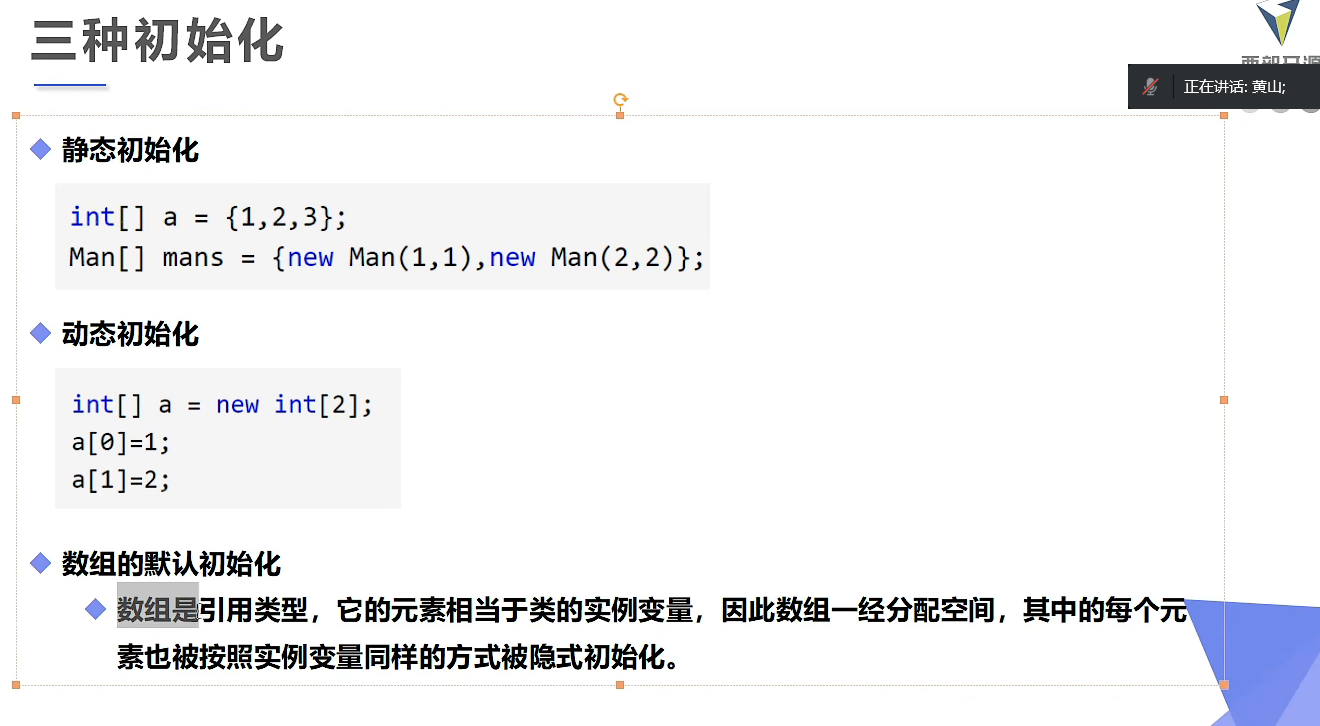 三种初始化
正在讲话: 黄山;
静态初始化
int[] a = {1,2,3};
Man[] mans = {new Man(1,1),new Man(2,2)};
动态初始化
int[] a = new int[2];
a[0]=1;
a[1]=2;
数组的默认初始化
数组是引用类型，它的元素相当于类的实例变量，因此数组一经分配空间，其中的每个元
素也被按照实例变量同样的方式被隐式初始化。